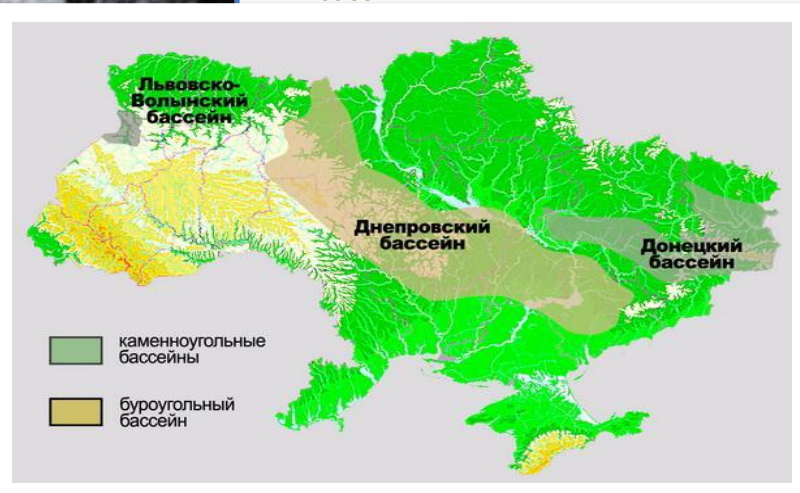 Львовско-
Волынский
бассейн
Днепровский
бассейн
Донецкий
бассейн
каменноугольные
бассейны
буроугольный
бассейн